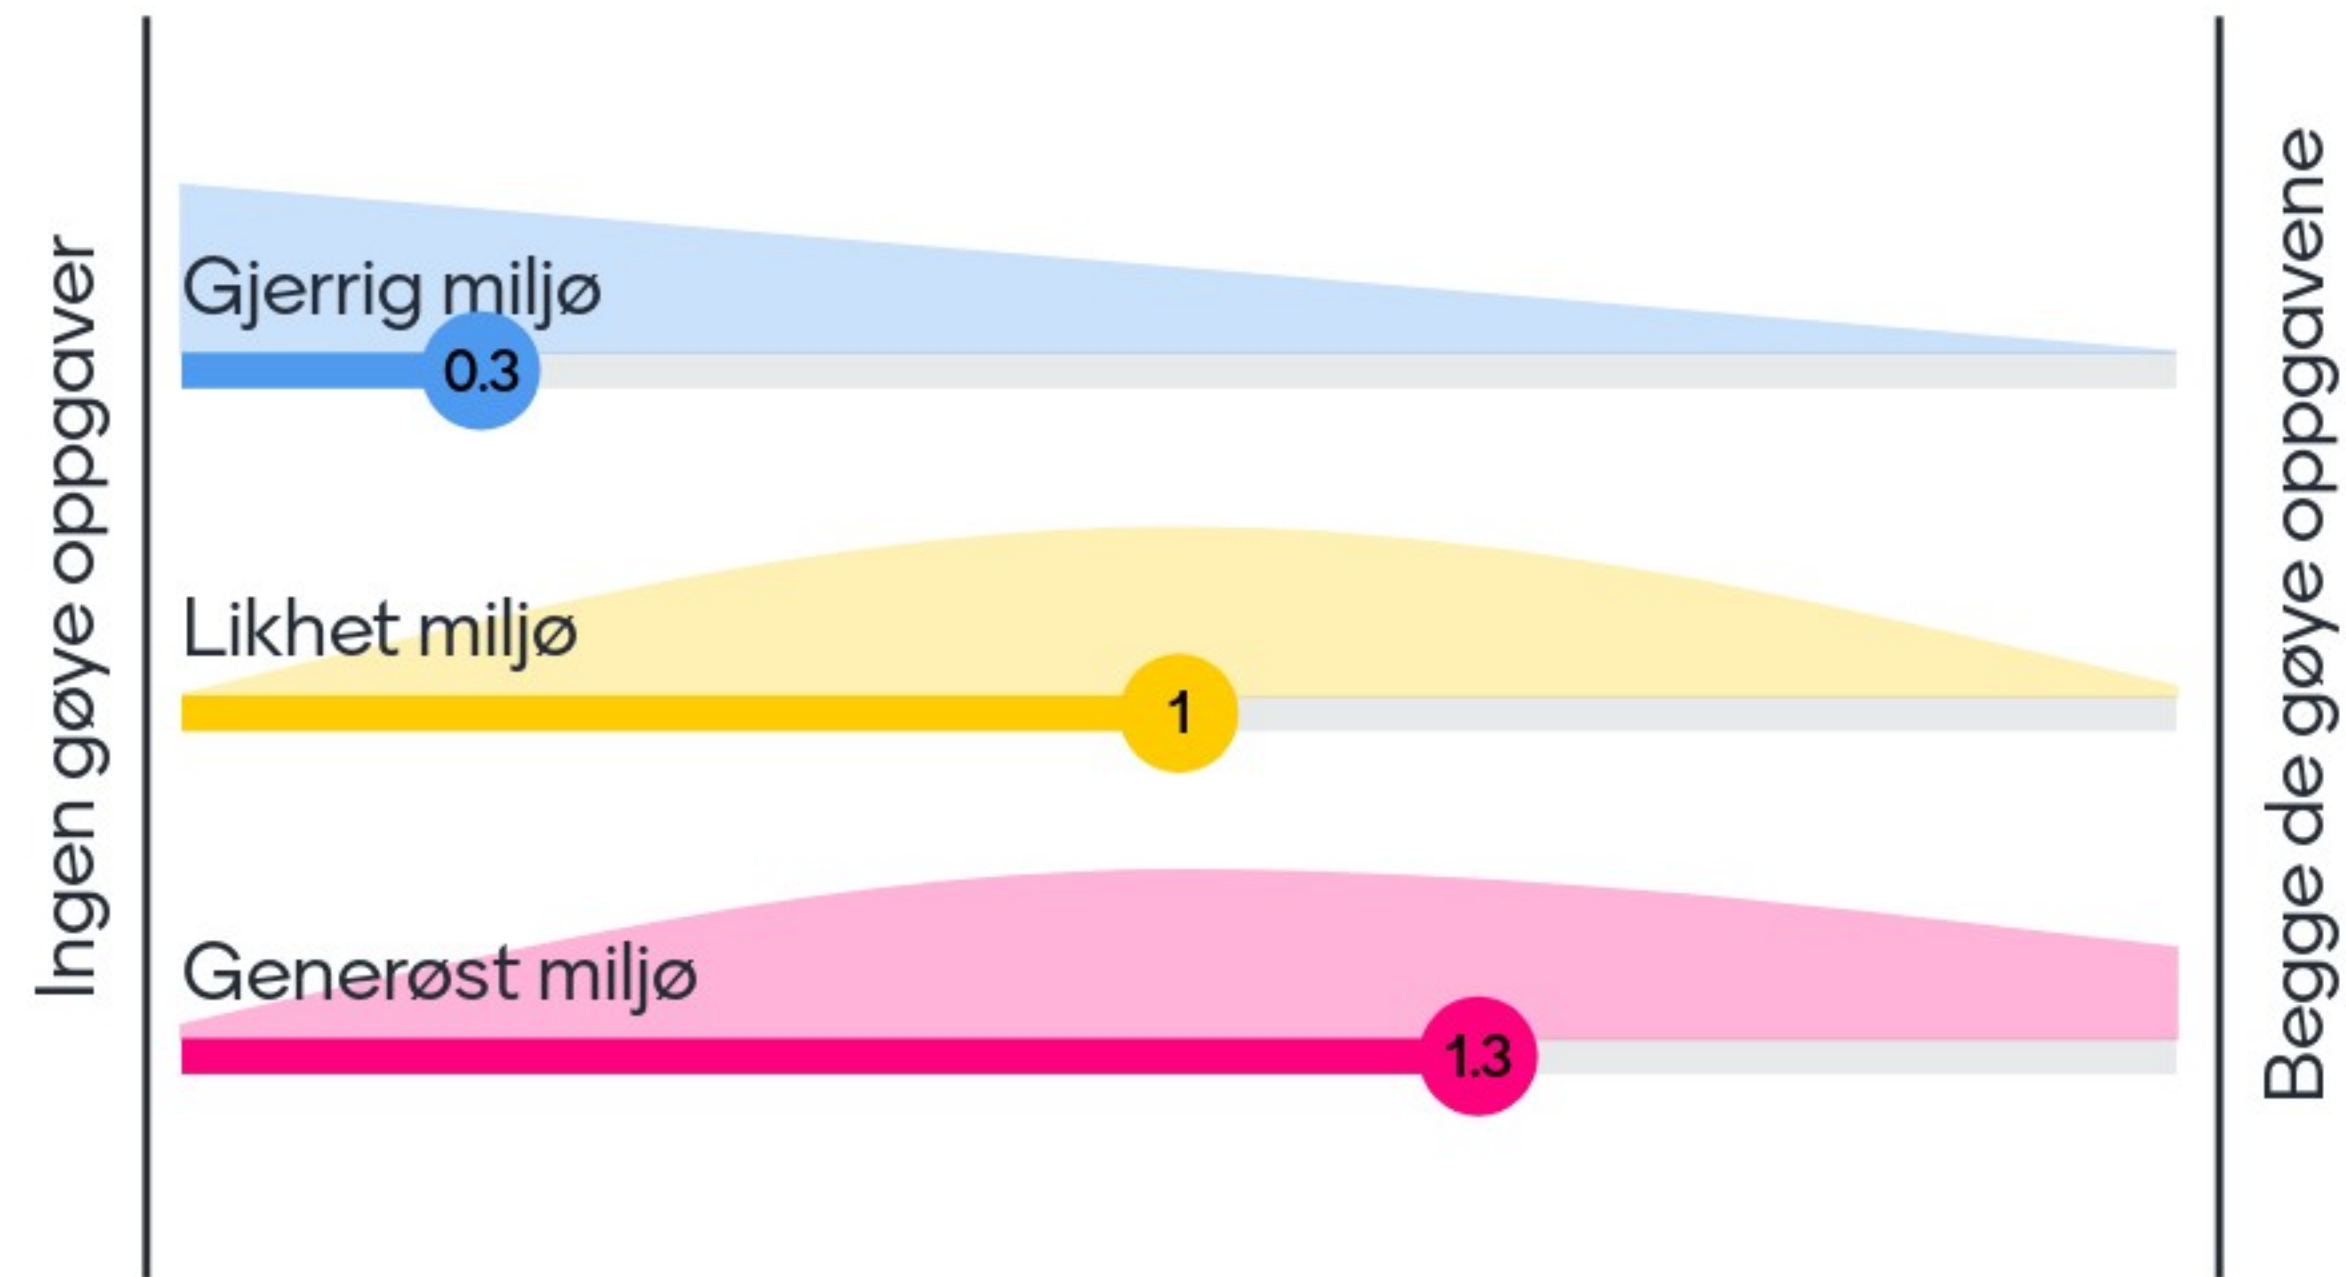 Ingen gøye oppgaver
Gjerrig miljø
0.3
Likhet miljø
1
Generøst miljø
1.3
Begge de gøye oppgavene